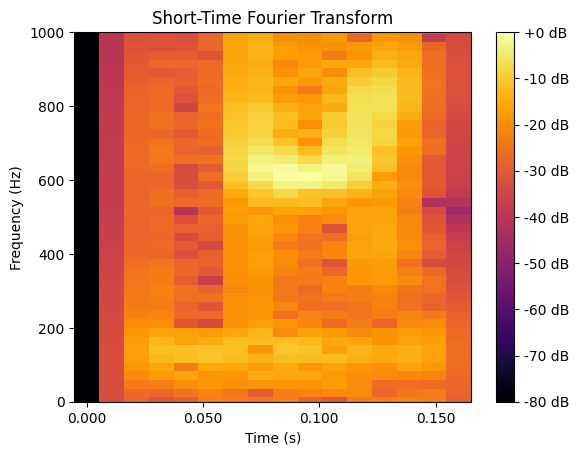 Short-Time Fourier Transform
1000
800
600
400
200
0
Frequency (Hz)
0.000
0.050
0.100
0.150
Time (s)
+0 dB
-10 dB
-20 dB
-30 dB
-40 dB
-50 dB
-60 dB
-70 dB
-80 dB